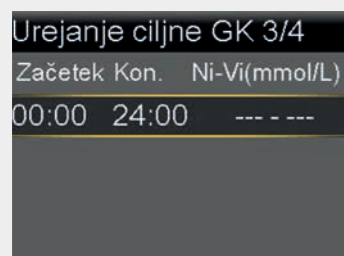 Urejanje ciljne GK 3/4
Začetek Kon. Ni-Vi(mmol/L)
00:00 24:00 --- - ---